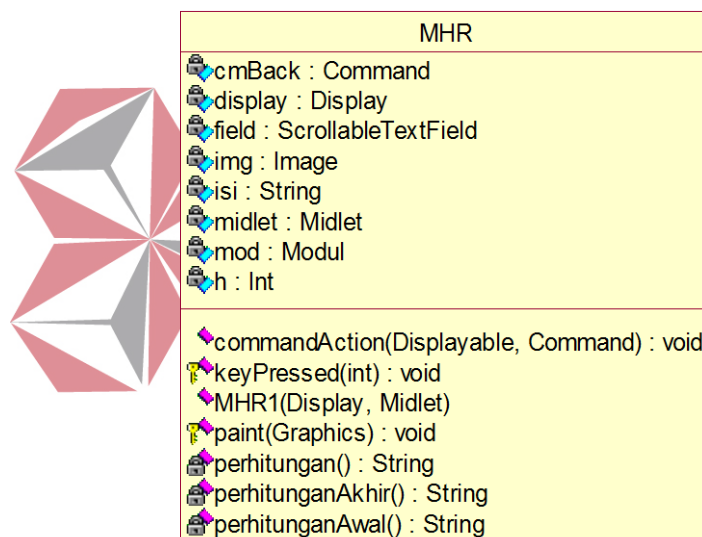 MHR
cmBack : Command
display : Display
field : ScrollableTextField
img : Image
isi : String
midlet : Midlet
mod : Modul
h : Int
commandAction(Displayable, Command) : void
keyPressed(int) : void
MHR1(Display, Midlet)
paint(Graphics) : void
perhitungan() : String
perhitunganAkhir() : String
perhitunganAwal() : String